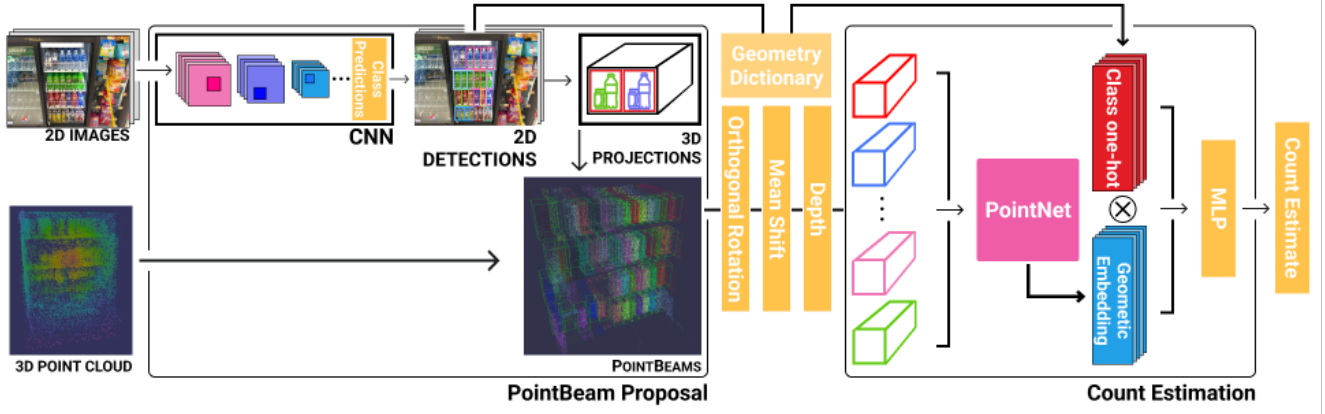 2D IMAGES
Class
Predictions
CNN
2D
DETECTIONS
3D
PROJECTIONS
3D POINT CLOUD
POINTBEAMS
PointBeam Proposal
Geometry
Dictionary
Orthogonal Rotation
Mean Shift
Depth
PointNet
Class one-hot
Geometic
Embedding
MLP
Count Estimate
Count Estimation